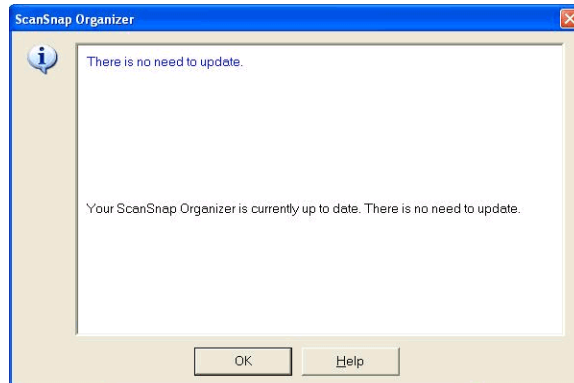 ScanSnap Organizer
There is no need to update.
Your ScanSnap Organizer is currently up to date. There is no need to update.
OK
Help